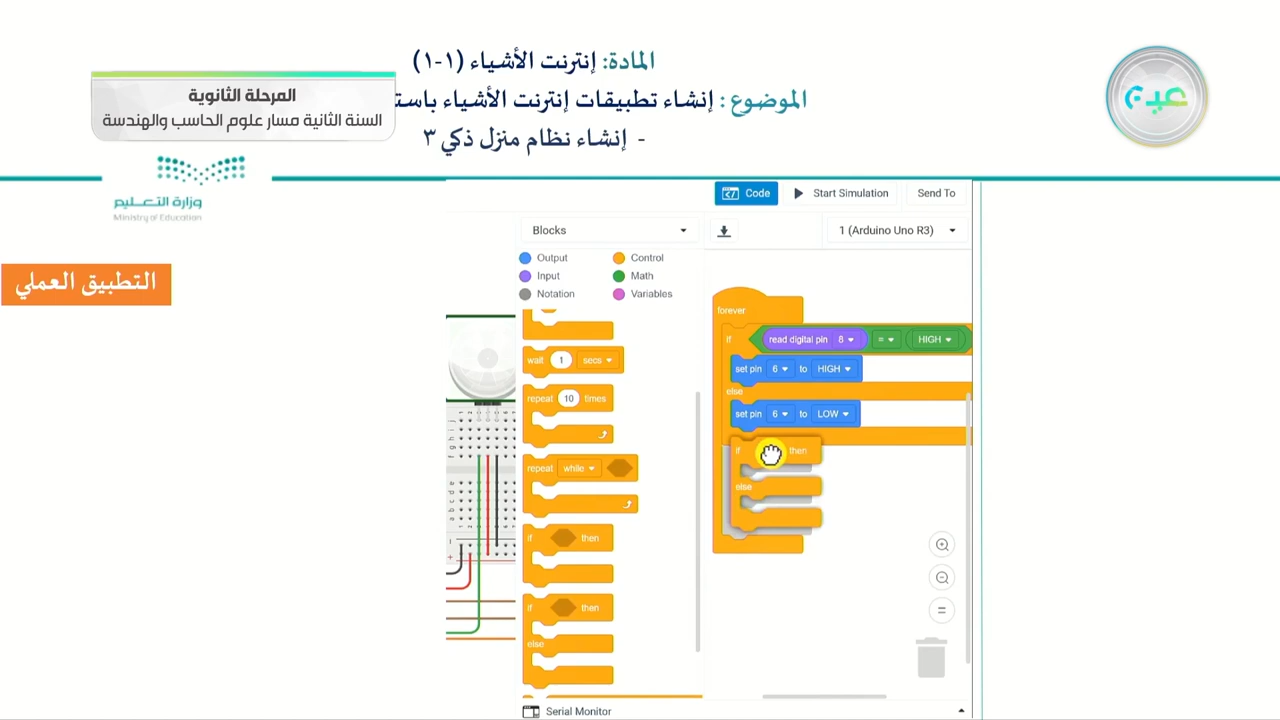 المادة: إنترنت الأشياء (١-١)
الموضوع : إنشاء تطبيقات إنترنت الأشياء باست
- إنشاء نظام منزل ذكي ٣
المرحلة الثانوية
السنة الثانية مسار علوم الحاسب والهندسة
عين
وزارة التعليم
Ministry of Education
التطبيق العملي
Code
Start Simulation
Send To
Blocks
1 (Arduino Uno R3)
Output
Control
Input
Math
Notation
Variables
wait 1 secs
repeat 10 times
repeat while
if then
if then
else
forever
if read digital pin 8 = HIGH
set pin 6 to HIGH
else
set pin 6 to LOW
if then
else
Serial Monitor